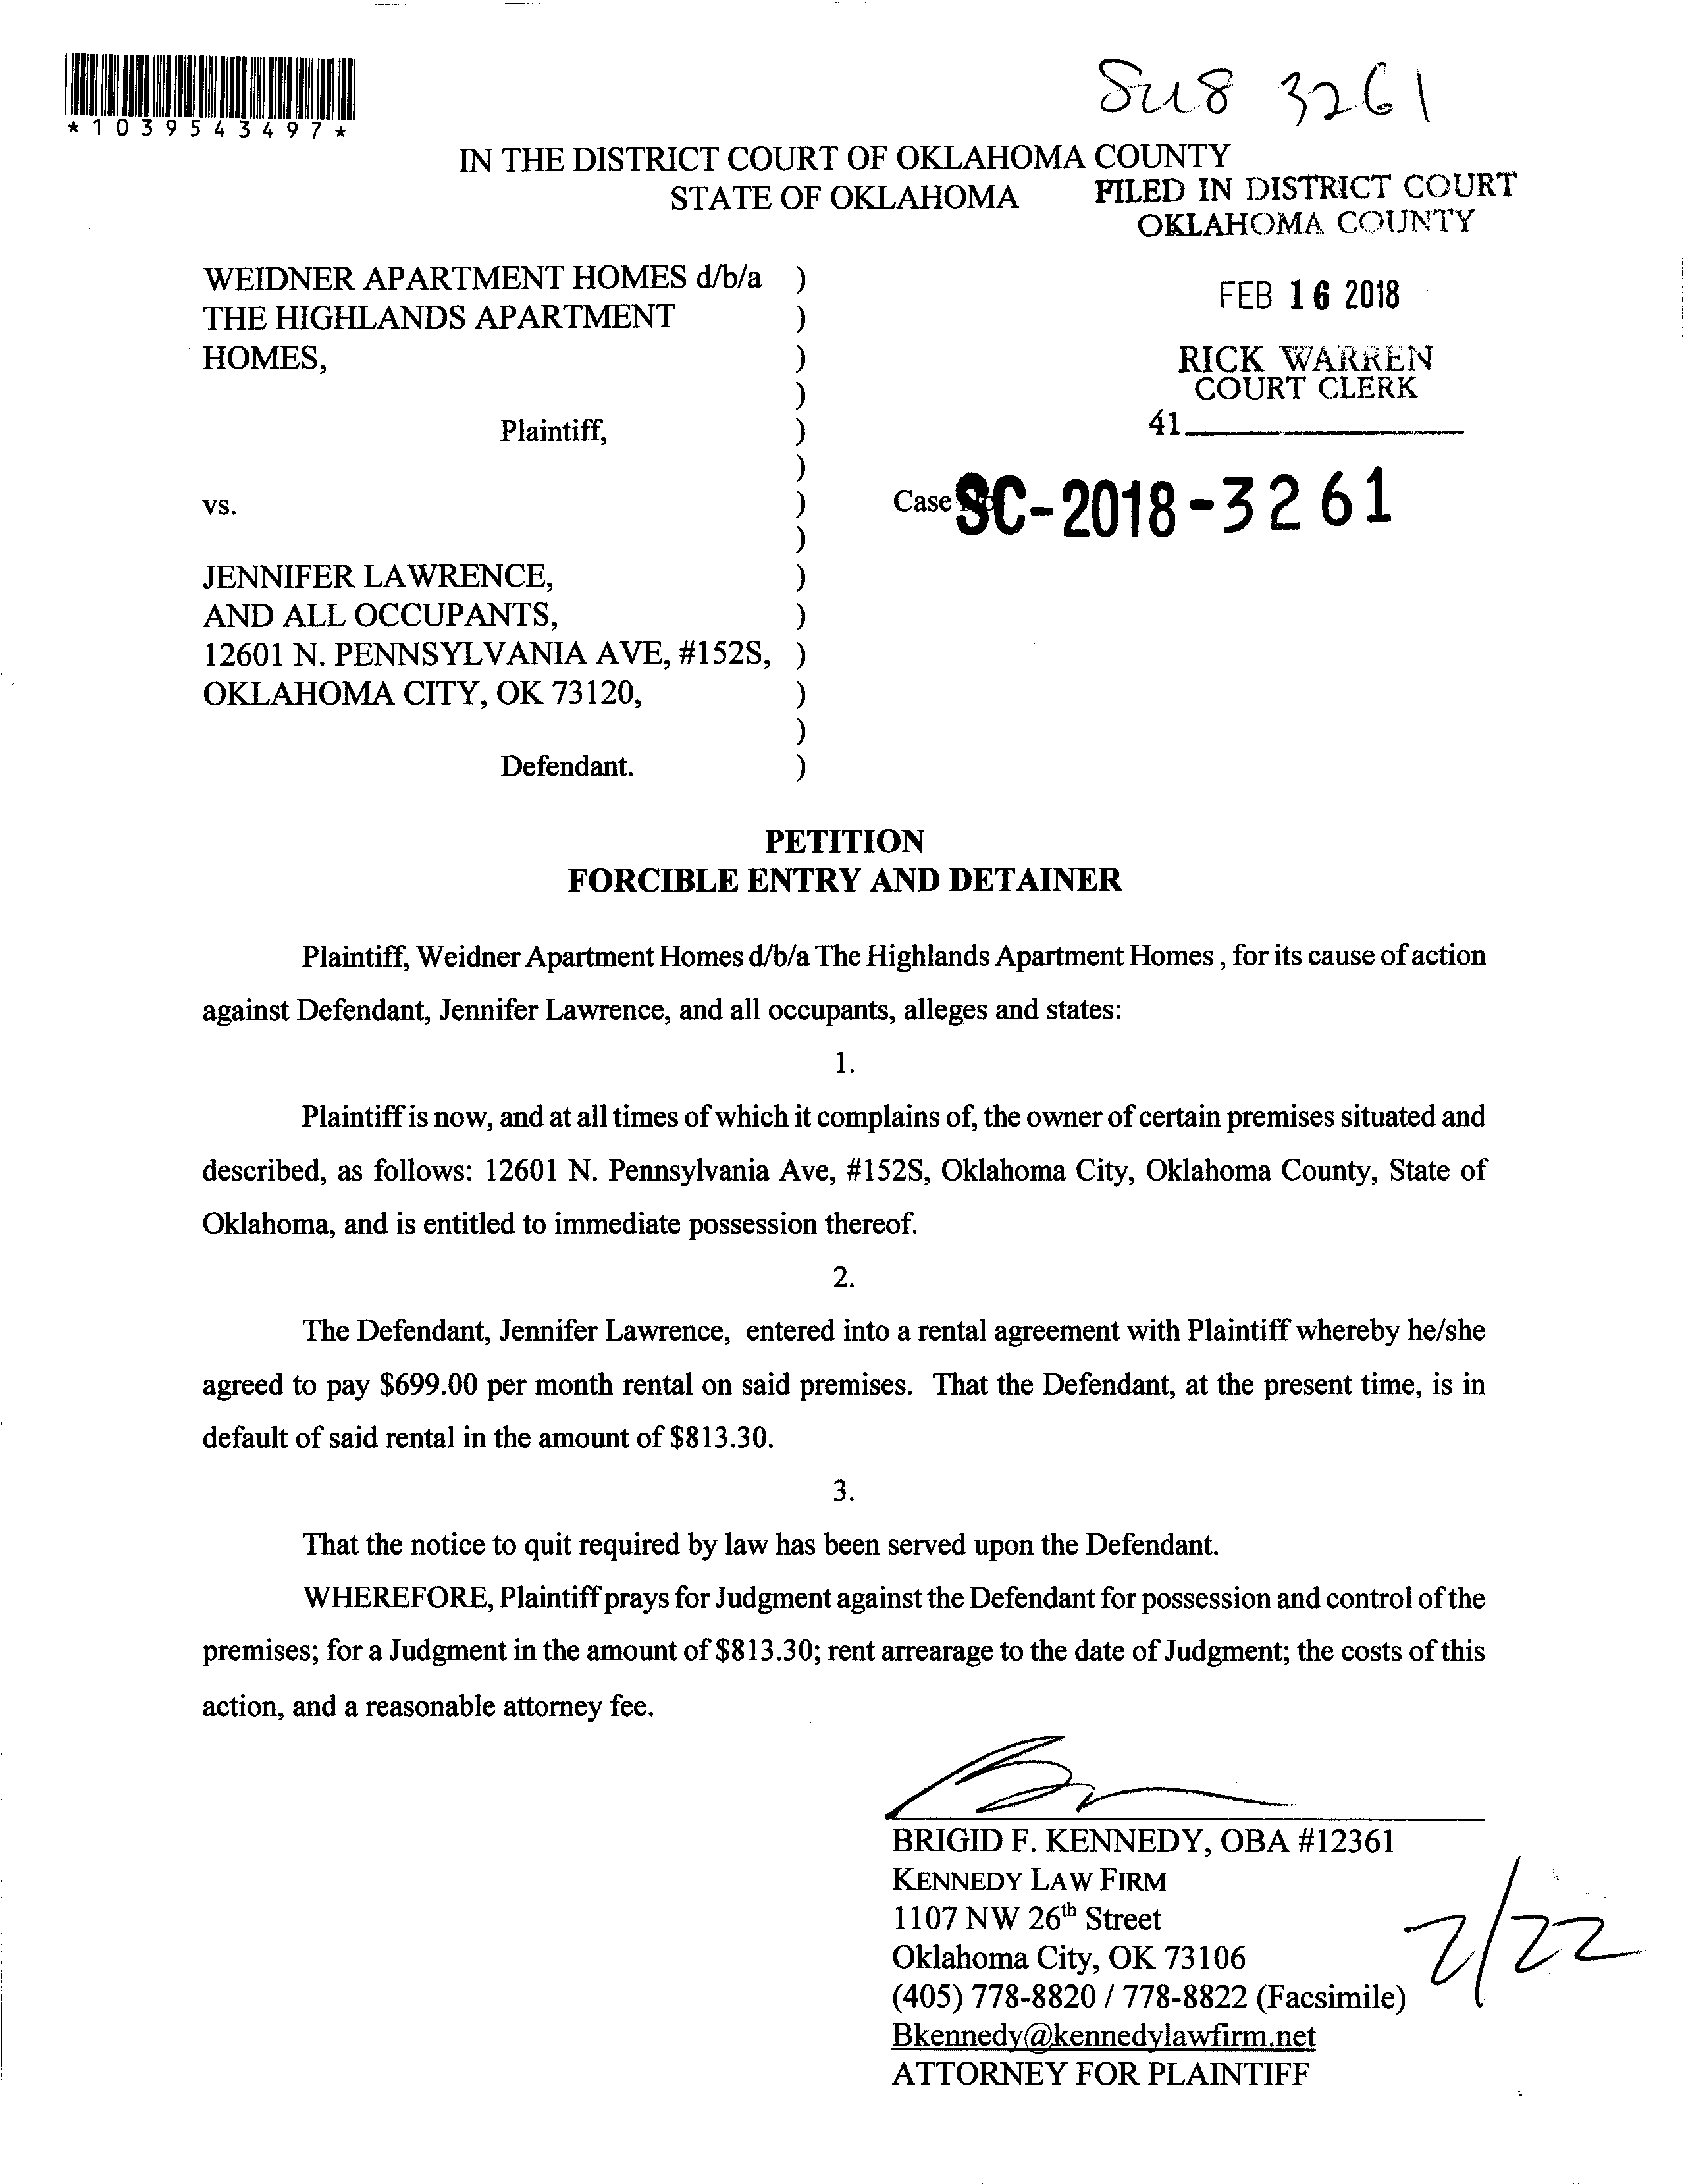 Su8 3261
*1039543497*
IN THE DISTRICT COURT OF OKLAHOMA COUNTY
STATE OF OKLAHOMA
FILED IN DISTRICT COURT
OKLAHOMA COUNTY
FEB 16 2018
RICK WARREN
COURT CLERK
41
WEIDNER APARTMENT HOMES d/b/a )
THE HIGHLANDS APARTMENT )
HOMES, )
)
Plaintiff, )
)
vs. )
Case No SC-2018-3261
)
JENNIFER LAWRENCE, )
AND ALL OCCUPANTS, )
12601 N. PENNSYLVANIA AVE, #152S, )
OKLAHOMA CITY, OK 73120, )
)
Defendant. )
PETITION
FORCIBLE ENTRY AND DETAINER
Plaintiff, Weidner Apartment Homes d/b/a The Highlands Apartment Homes , for its cause of action
against Defendant, Jennifer Lawrence, and all occupants, alleges and states:
1.
Plaintiff is now, and at all times of which it complains of, the owner of certain premises situated and
described, as follows: 12601 N. Pennsylvania Ave, #152S, Oklahoma City, Oklahoma County, State of
Oklahoma, and is entitled to immediate possession thereof.
2.
The Defendant, Jennifer Lawrence, entered into a rental agreement with Plaintiff whereby he/she
agreed to pay $699.00 per month rental on said premises. That the Defendant, at the present time, is in
default of said rental in the amount of $813.30.
3.
That the notice to quit required by law has been served upon the Defendant.
WHEREFORE, Plaintiff prays for Judgment against the Defendant for possession and control of the
premises; for a Judgment in the amount of $813.30; rent arrearage to the date of Judgment; the costs of this
action, and a reasonable attorney fee.
BRIGID F. KENNEDY, OBA #12361
KENNEDY LAW FIRM
1107 NW 26th Street
Oklahoma City, OK 73106
(405) 778-8820 / 778-8822 (Facsimile)
Bkennedy@kennedylawfirm.net
ATTORNEY FOR PLAINTIFF
2/22